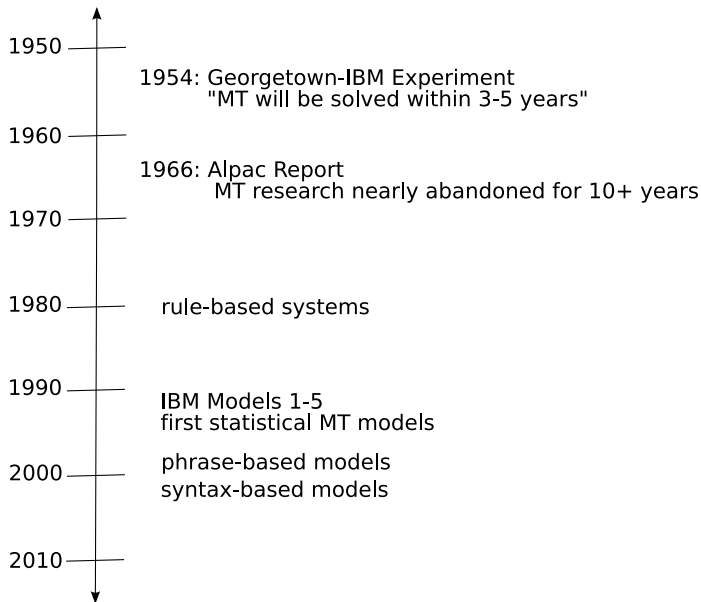 1950
1954: Georgetown-IBM Experiment
"MT will be solved within 3-5 years"
1960
1966: Alpac Report
MT research nearly abandoned for 10+ years
1970
1980 rule-based systems
1990
IBM Models 1-5
first statistical MT models
phrase-based models
2000
syntax-based models
2010